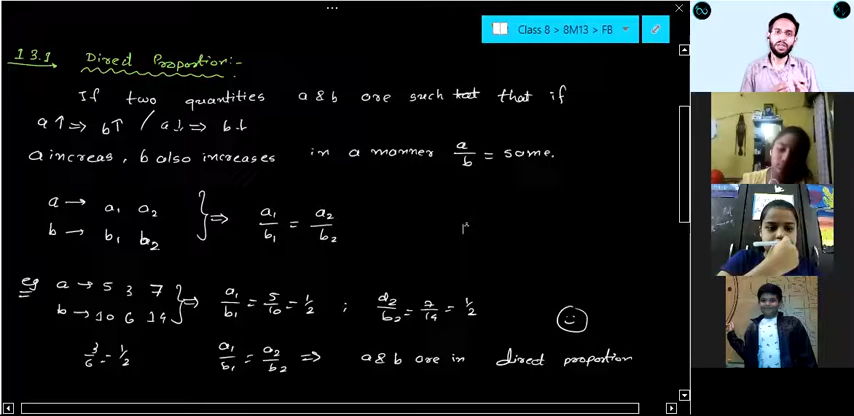 Class 8 > 8M13 > FB
13.1 Direct Proportion:-
If two quantities a & b are such that that if
a↑ ⇒ b↑ / a↓ ⇒ b↓
a increas, b also increases in a manner a/b = same.
a → a₁ a₂
b → b₁ b₂
} ⇒ a₁/b₁ = a₂/b₂
eg a → 5 3 7
b → 10 6 14
} ⇒ a₁/b₁ = 5/10 = 1/2 ; a₂/b₂ = 7/14 = 1/2
3/6 = 1/2 a₁/b₁ = a₂/b₂ ⇒ a & b are in direct proportion